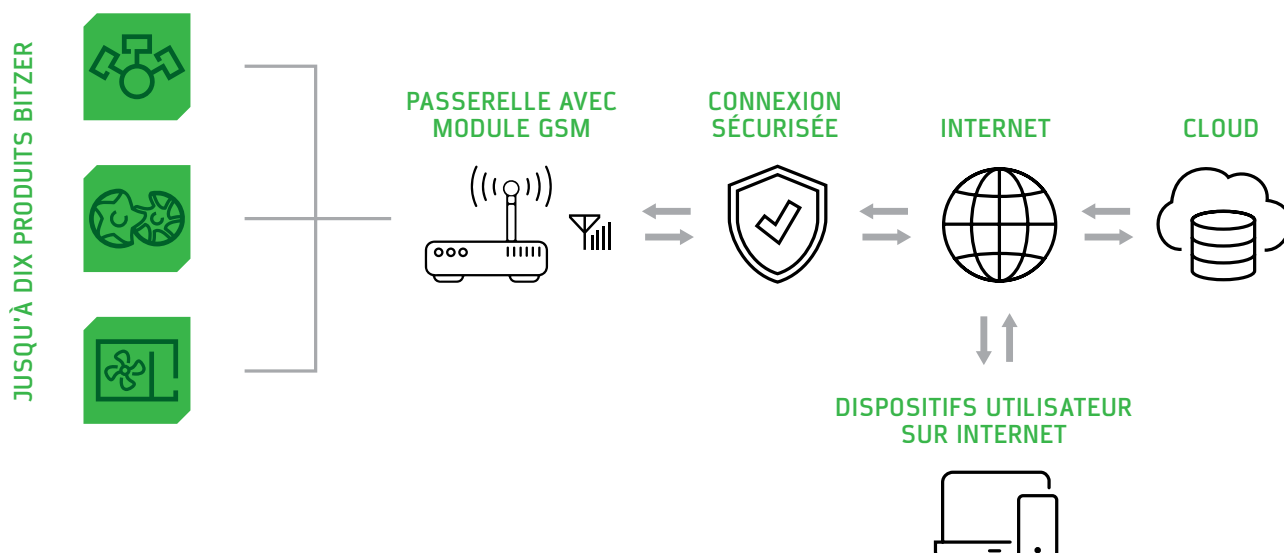 JUSQU'À DIX PRODUITS BITZER
PASSERELLE AVEC
MODULE GSM
CONNEXION
SÉCURISÉE
INTERNET
CLOUD
DISPOSITIFS UTILISATEUR
SUR INTERNET